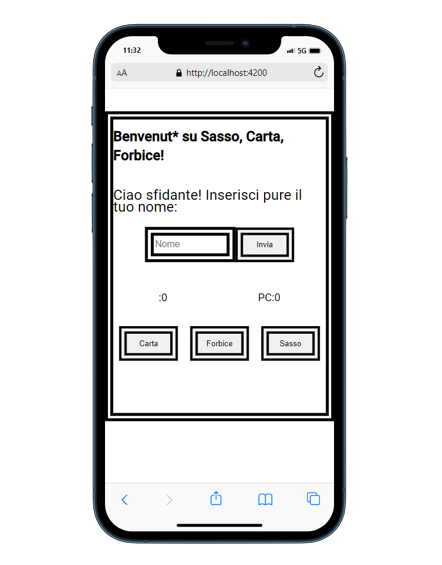 11:32
5G
AA
http://localhost:4200
Benvenut* su Sasso, Carta,
Forbice!
Ciao sfidante! Inserisci pure il
tuo nome:
Nome
Invia
:0
PC:0
Carta
Forbice
Sasso